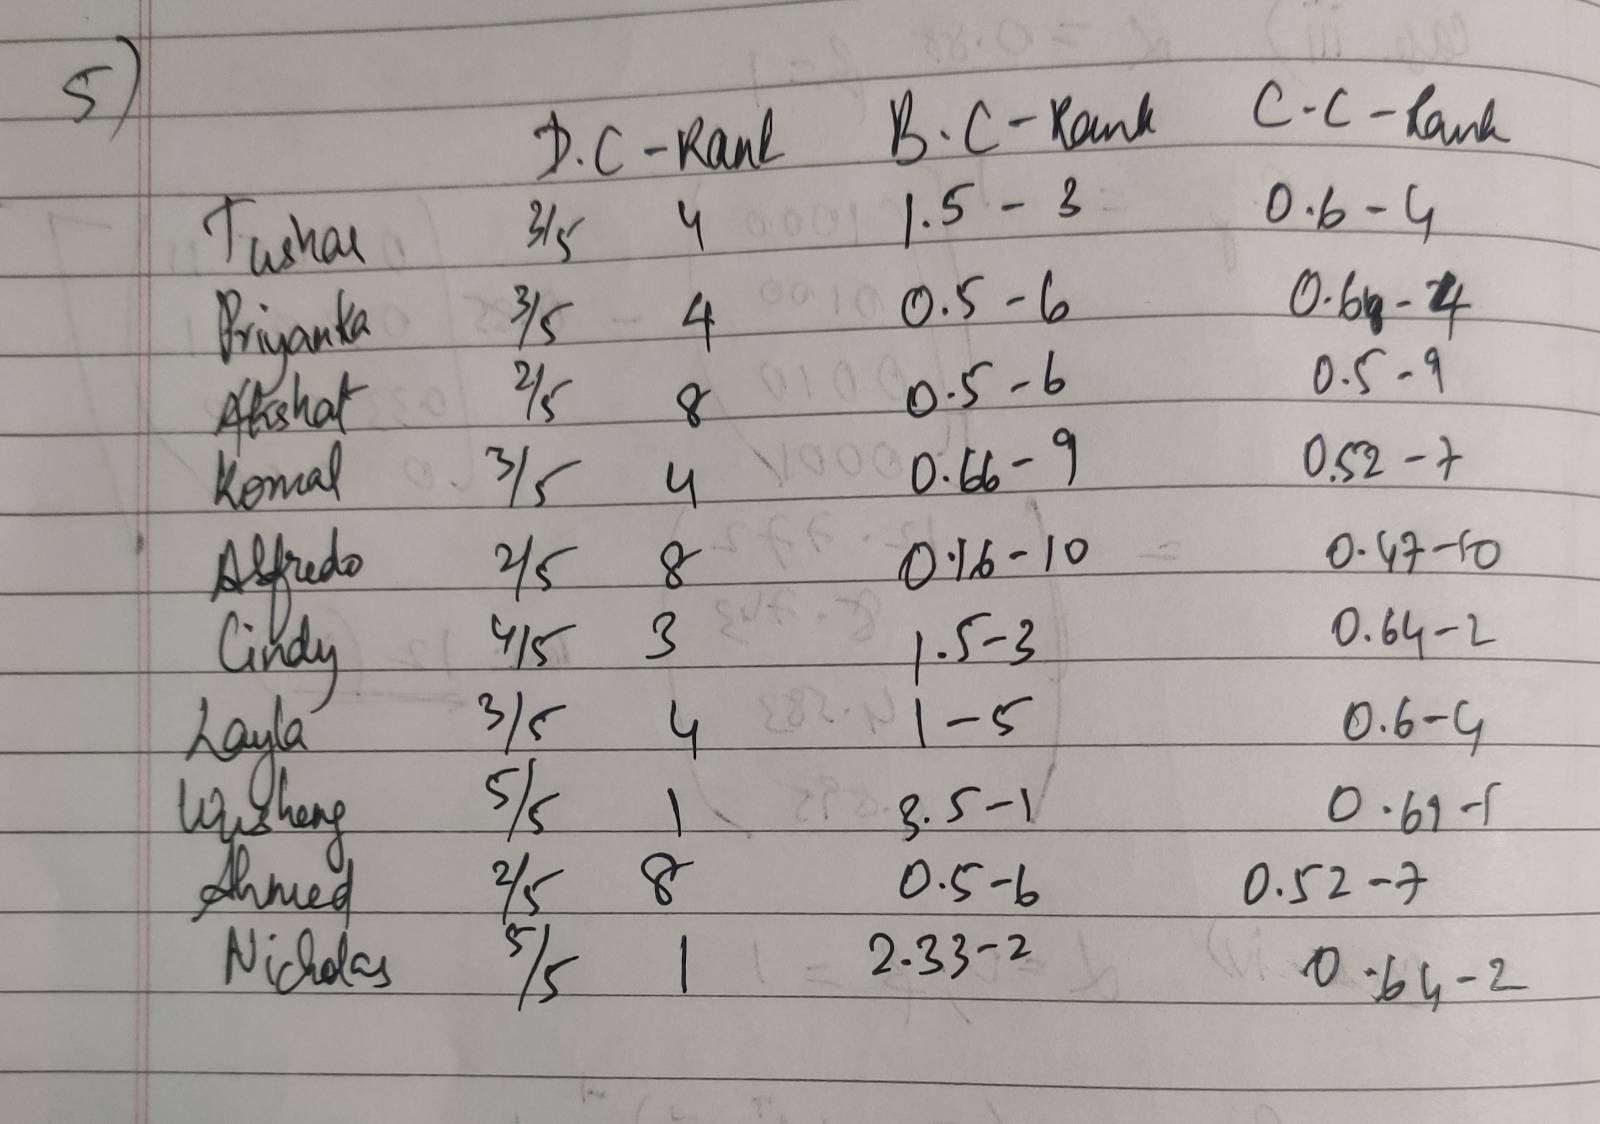 5)
D.C - Rank B.C - Rank C-C - Rank
Tushar 3/5 4 1.5 - 3 0.6 - 4
Priyanka 3/5 4 0.5 - 6 0.6 - 4
Akshat 2/5 8 0.5 - 6 0.5 - 9
Komal 3/5 4 0.66 - 9 0.52 - 7
Alfredo 2/5 8 0.16 - 10 0.47 - 10
Cindy 4/5 3 1.5 - 3 0.64 - 2
Layla 3/5 4 1 - 5 0.6 - 4
Wusheng 5/5 1 3.5 - 1 0.69 - 1
Ahmed 2/5 8 0.5 - 6 0.52 - 7
Nicholas 5/5 1 2.33 - 2 0.64 - 2